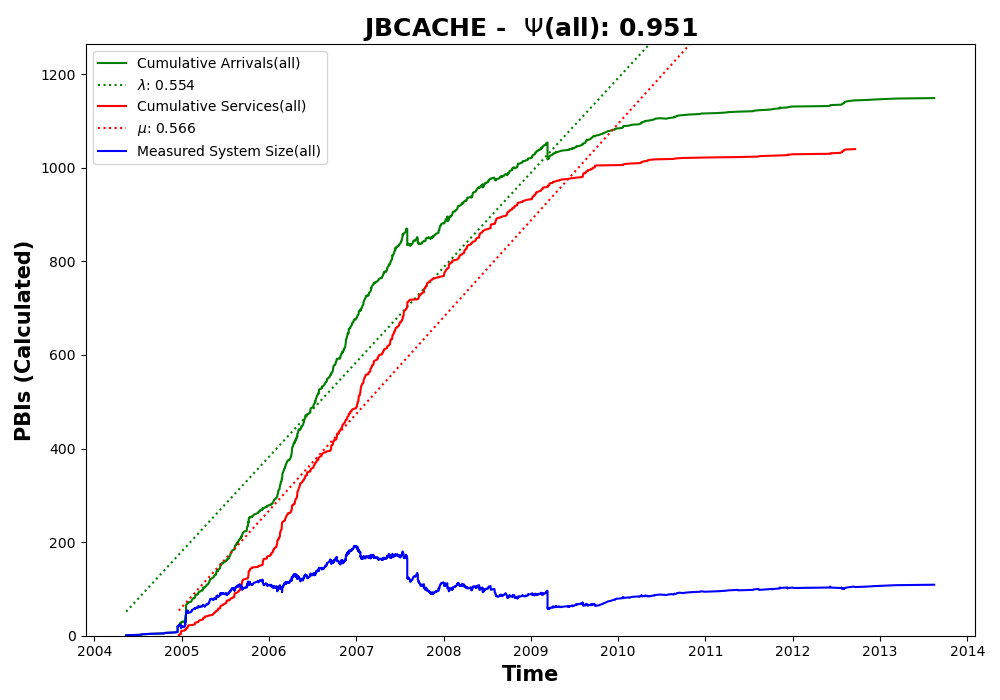 JBCACHE -  Ψ(all): 0.951
Cumulative Arrivals(all)
λ: 0.554
Cumulative Services(all)
μ: 0.566
Measured System Size(all)
PBIs (Calculated)
1200
1000
800
600
400
200
0
2004 2005 2006 2007 2008 2009 2010 2011 2012 2013 2014
Time